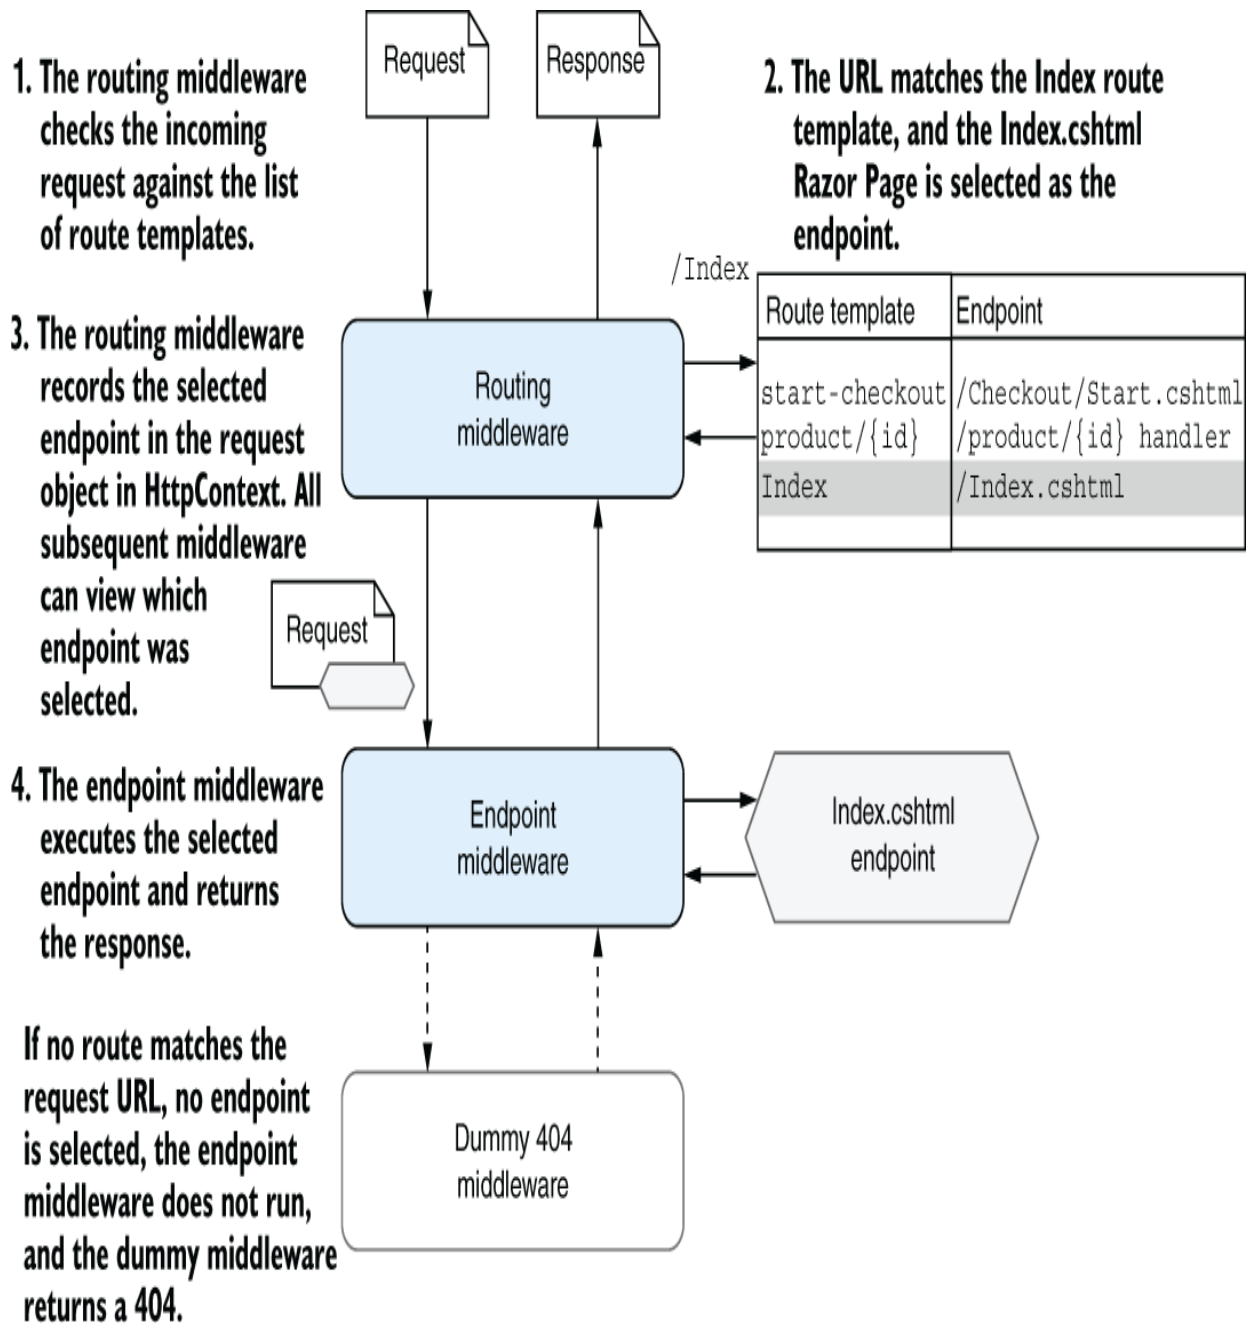 Request
Response
1. The routing middleware
checks the incoming
request against the list
of route templates.
2. The URL matches the Index route
template, and the Index.cshtml
Razor Page is selected as the
endpoint.
/Index
Route template Endpoint
start-checkout /Checkout/Start.cshtml
product/{id} /product/{id} handler
Index /Index.cshtml
Routing
middleware
3. The routing middleware
records the selected
endpoint in the request
object in HttpContext. All
subsequent middleware
can view which
endpoint was
selected.
Request
4. The endpoint middleware
executes the selected
endpoint and returns
the response.
Endpoint
middleware
Index.cshtml
endpoint
If no route matches the
request URL, no endpoint
is selected, the endpoint
middleware does not run,
and the dummy middleware
returns a 404.
Dummy 404
middleware